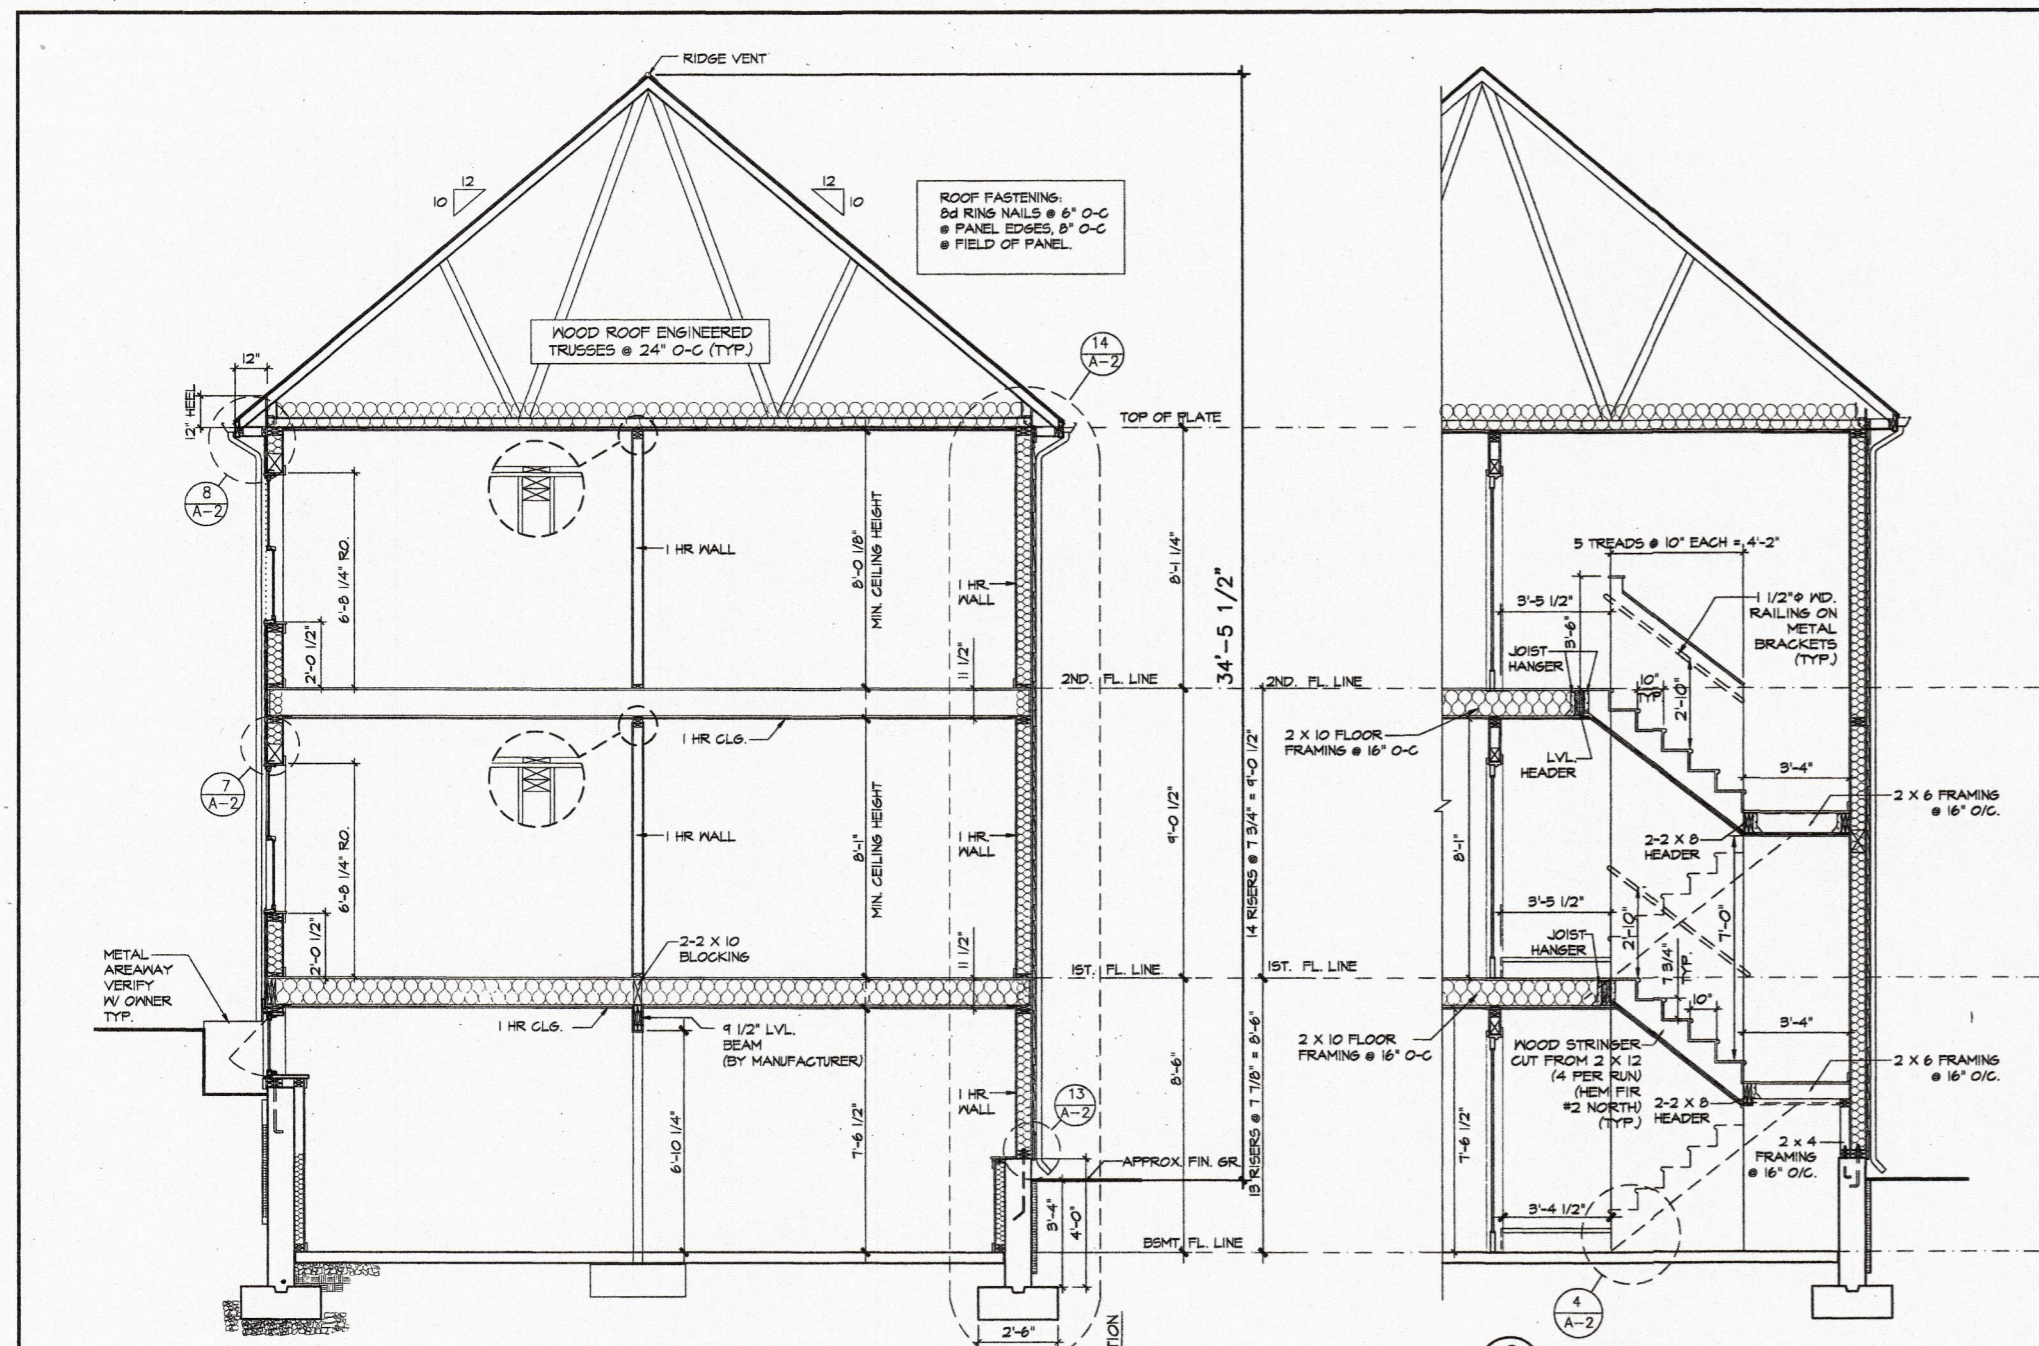 RIDGE VENT
12
10
12
10
ROOF FASTENING:
8d RING NAILS @ 6" O-C
@ PANEL EDGES, 8" O-C
@ FIELD OF PANEL.
WOOD ROOF ENGINEERED
TRUSSES @ 24" O-C (TYP.)
12"
12" HEEL
14
A-2
TOP OF PLATE
8
A-2
6'-8 1/4" RO.
2'-0 1/2"
1 HR WALL
8'-0 1/8"
MIN. CEILING HEIGHT
1 HR.
WALL
11 1/2"
8'-1 1/4"
34'-5 1/2"
2ND. FL. LINE
1 HR CLG.
7
A-2
6'-8 1/4" RO.
2'-0 1/2"
1 HR WALL
8'-1"
MIN. CEILING HEIGHT
1 HR.
WALL
11 1/2"
9'-0 1/2"
14 RISERS @ 7 3/4" = 9'-0 1/2"
2-2 X 10
BLOCKING
1ST. FL. LINE
METAL
AREAWAY
VERIFY
W/ OWNER
TYP.
1 HR CLG.
9 1/2" LVL.
BEAM
(BY MANUFACTURER)
6'-10 1/4"
7'-6 1/2"
1 HR.
WALL
13
A-2
8'-6"
13 RISERS @ 7 7/8" = 8'-6"
APPROX. FIN. GR.
3'-4"
4'-0"
BSMT. FL. LINE
2'-6"
5 TREADS @ 10" EACH = 4'-2"
3'-5 1/2"
3'-6"
1 1/2"Φ WD.
RAILING ON
METAL
BRACKETS
(TYP.)
JOIST
HANGER
2ND. FL. LINE
10"
TYP.
2'-10"
2 X 10 FLOOR
FRAMING @ 16" O-C
LVL.
HEADER
3'-4"
2 X 6 FRAMING
@ 16" O/C.
2-2 X 8
HEADER
8'-1"
3'-5 1/2"
2'-10"
7'-0"
JOIST
HANGER
1ST. FL. LINE
7 3/4"
TYP.
10"
2 X 10 FLOOR
FRAMING @ 16" O-C
3'-4"
WOOD STRINGER
CUT FROM 2 X 12
(4 PER RUN)
(HEM FIR
#2 NORTH)
(TYP.)
2-2 X 8
HEADER
2 X 6 FRAMING
@ 16" O/C.
7'-6 1/2"
2 x 4
FRAMING
@ 16" O/C.
3'-4 1/2"
4
A-2